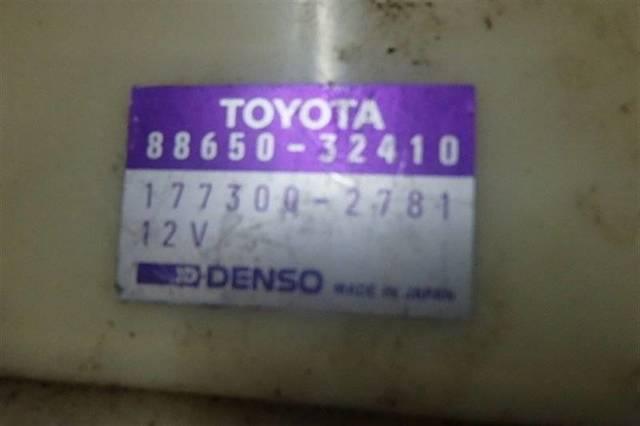 TOYOTA
88650-32410
177300-2781
12V
DENSO MADE IN JAPAN